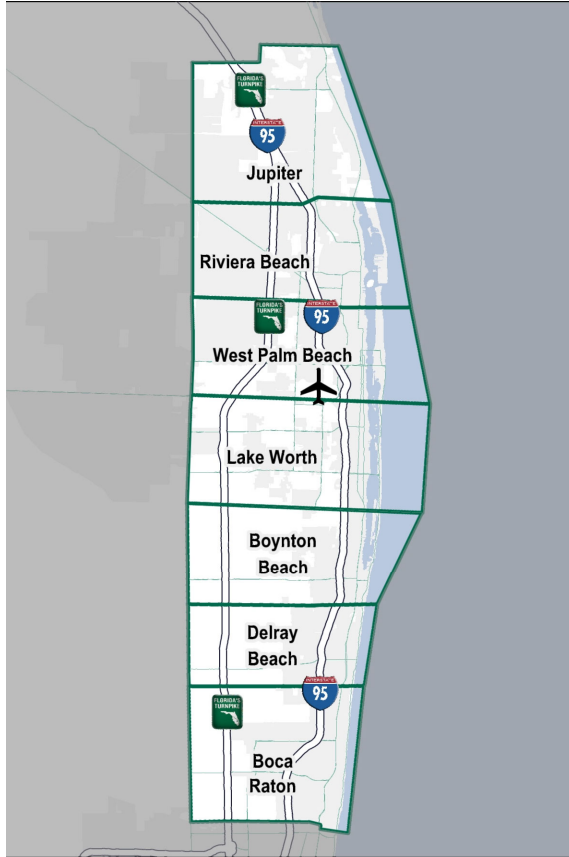 FLORIDA'S
TURNPIKE
INTERSTATE
95
Jupiter
Riviera Beach
FLORIDA'S
TURNPIKE
INTERSTATE
95
West Palm Beach
Lake Worth
Boynton
Beach
Delray
Beach
INTERSTATE
95
FLORIDA'S
TURNPIKE
Boca
Raton